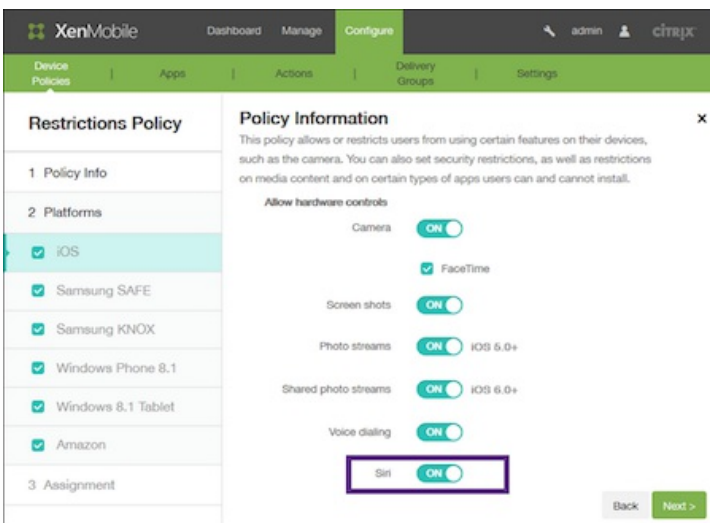 XenMobile Dashboard Manage Configure admin CITRIX
Device Policies | Apps | Actions | Delivery Groups | Settings
Restrictions Policy
1 Policy Info
2 Platforms
iOS
Samsung SAFE
Samsung KNOX
Windows Phone 8.1
Windows 8.1 Tablet
Amazon
3 Assignment
Policy Information
This policy allows or restricts users from using certain features on their devices,
such as the camera. You can also set security restrictions, as well as restrictions
on media content and on certain types of apps users can and cannot install.
Allow hardware controls
Camera ON
FaceTime
Screen shots ON
Photo streams ON iOS 5.0+
Shared photo streams ON iOS 6.0+
Voice dialing ON
Siri ON
Back Next >